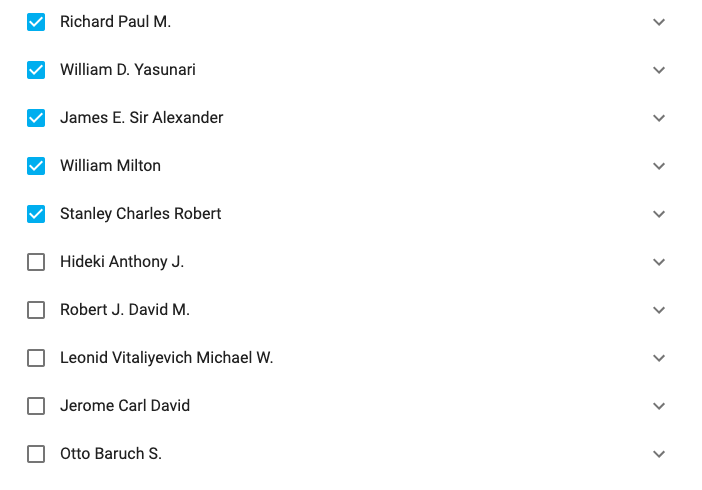 Richard Paul M.
William D. Yasunari
James E. Sir Alexander
William Milton
Stanley Charles Robert
Hideki Anthony J.
Robert J. David M.
Leonid Vitaliyevich Michael W.
Jerome Carl David
Otto Baruch S.